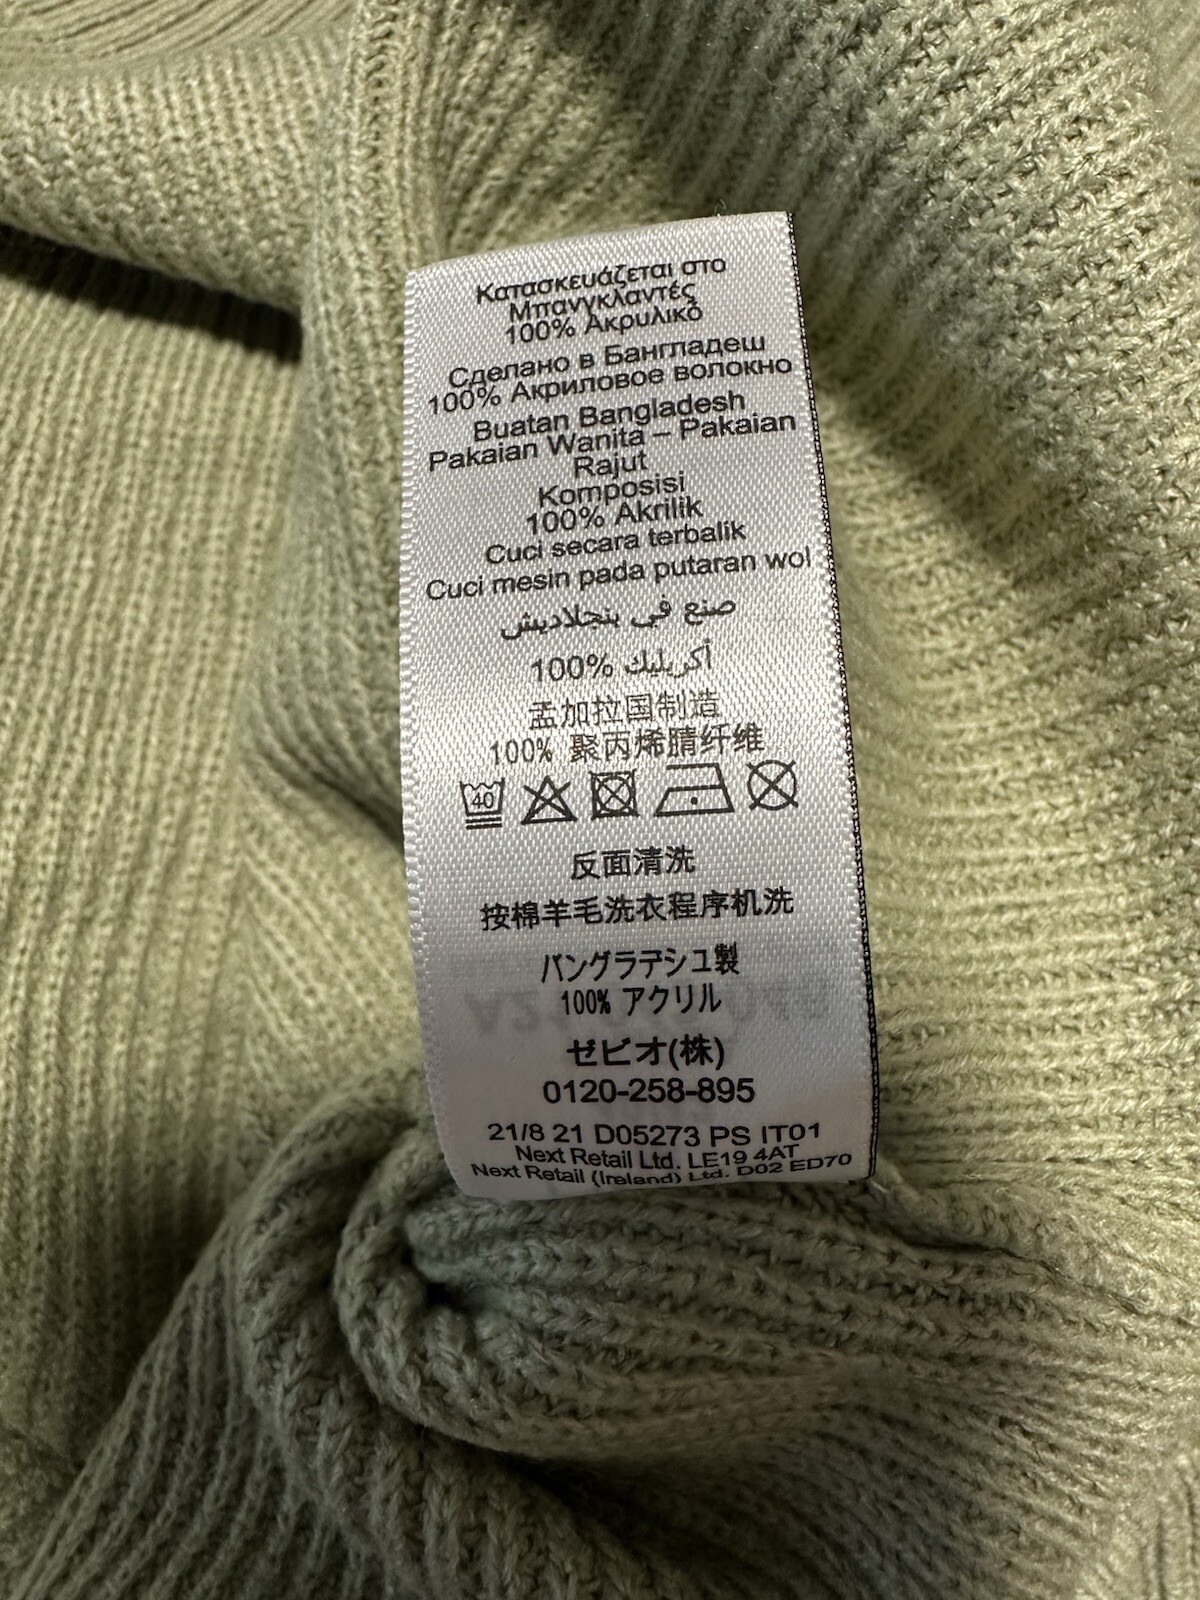 Κατασκευάζεται στο
Μπανγκλαντές
100% Ακρυλικό
Сделано в Бангладеш
100% Акриловое волокно
Buatan Bangladesh
Pakaian Wanita – Pakaian
Rajut
Komposisi
100% Akrilik
Cuci secara terbalik
Cuci mesin pada putaran wol
صنع في بنجلاديش
100% أكريليك
孟加拉国制造
100% 聚丙烯腈纤维
40
反面清洗
按棉羊毛洗衣程序机洗
バングラデシュ製
100% アクリル
ゼビオ(株)
0120-258-895
21/8 21 D05273 PS IT01
Next Retail Ltd. LE19 4AT
Next Retail (Ireland) Ltd. D02 ED70